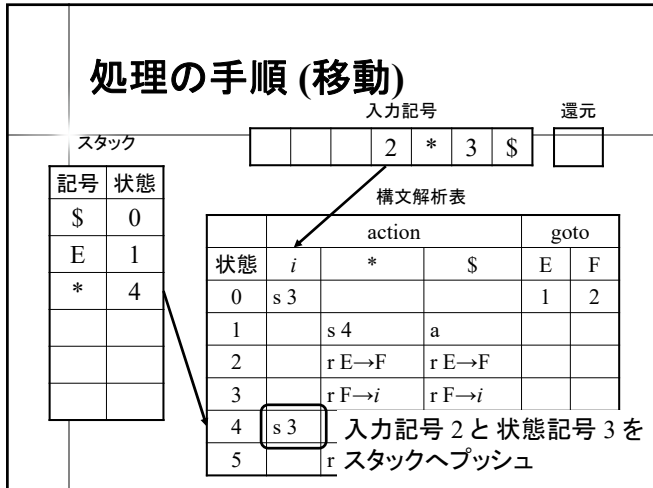 処理の手順 (移動)
入力記号 還元
スタック
2 * 3 $
記号 状態
$ 0
E 1
* 4
構文解析表
action goto
状態 i * $ E F
0 s 3 1 2
1 s 4 a
2 r E→F r E→F
3 r F→i r F→i
4 s 3
5 r
入力記号 2 と 状態記号 3 を
スタックへプッシュ